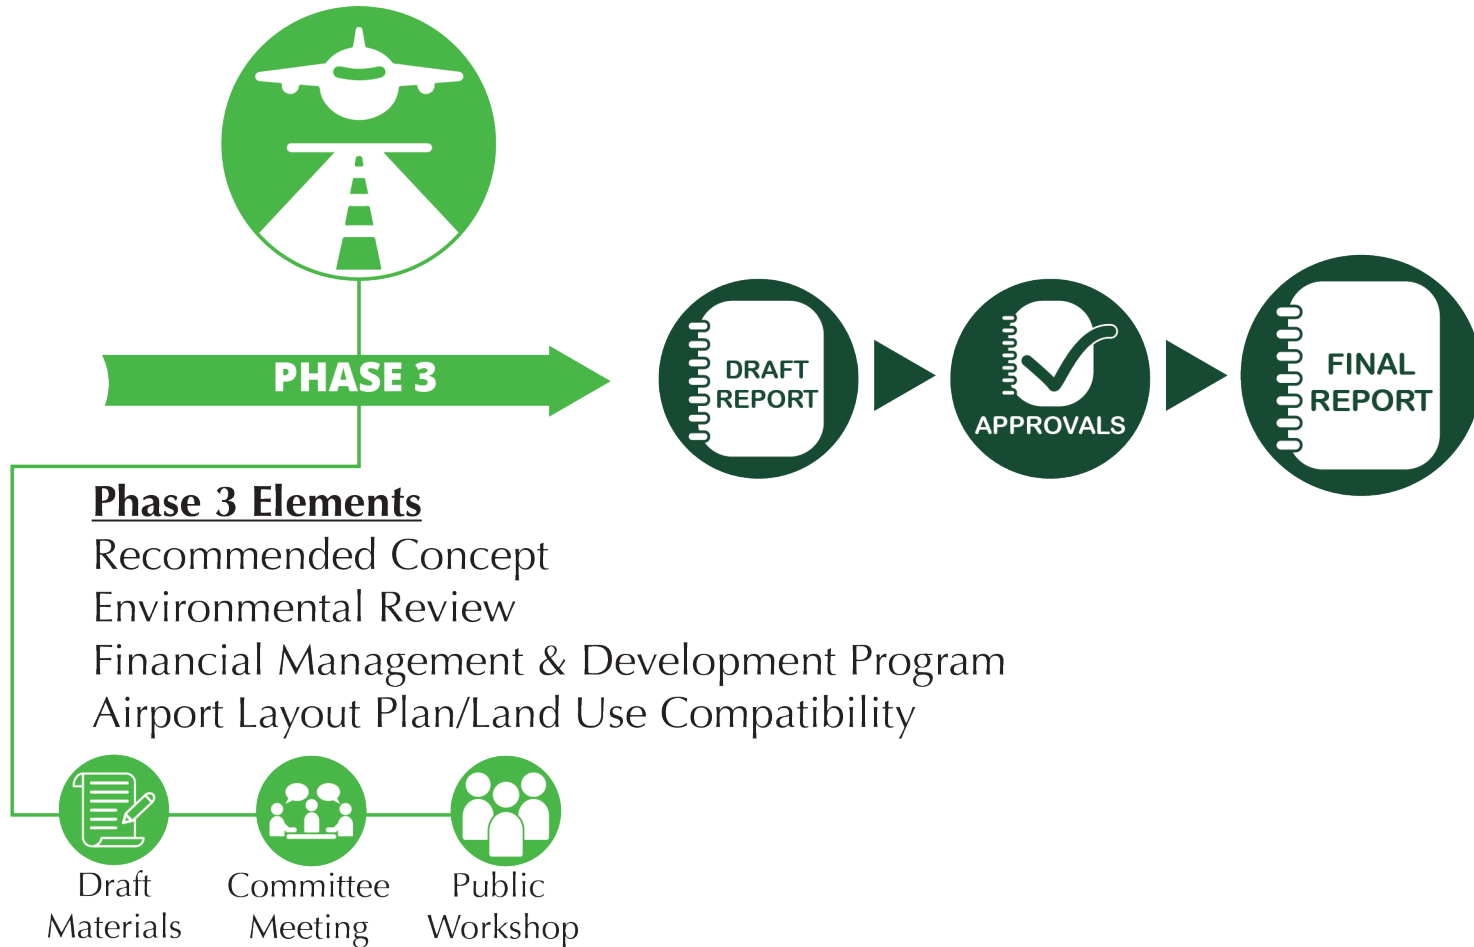 PHASE 3
DRAFT
REPORT
APPROVALS
FINAL
REPORT
Phase 3 Elements
Recommended Concept
Environmental Review
Financial Management & Development Program
Airport Layout Plan/Land Use Compatibility
Draft
Materials
Committee
Meeting
Public
Workshop